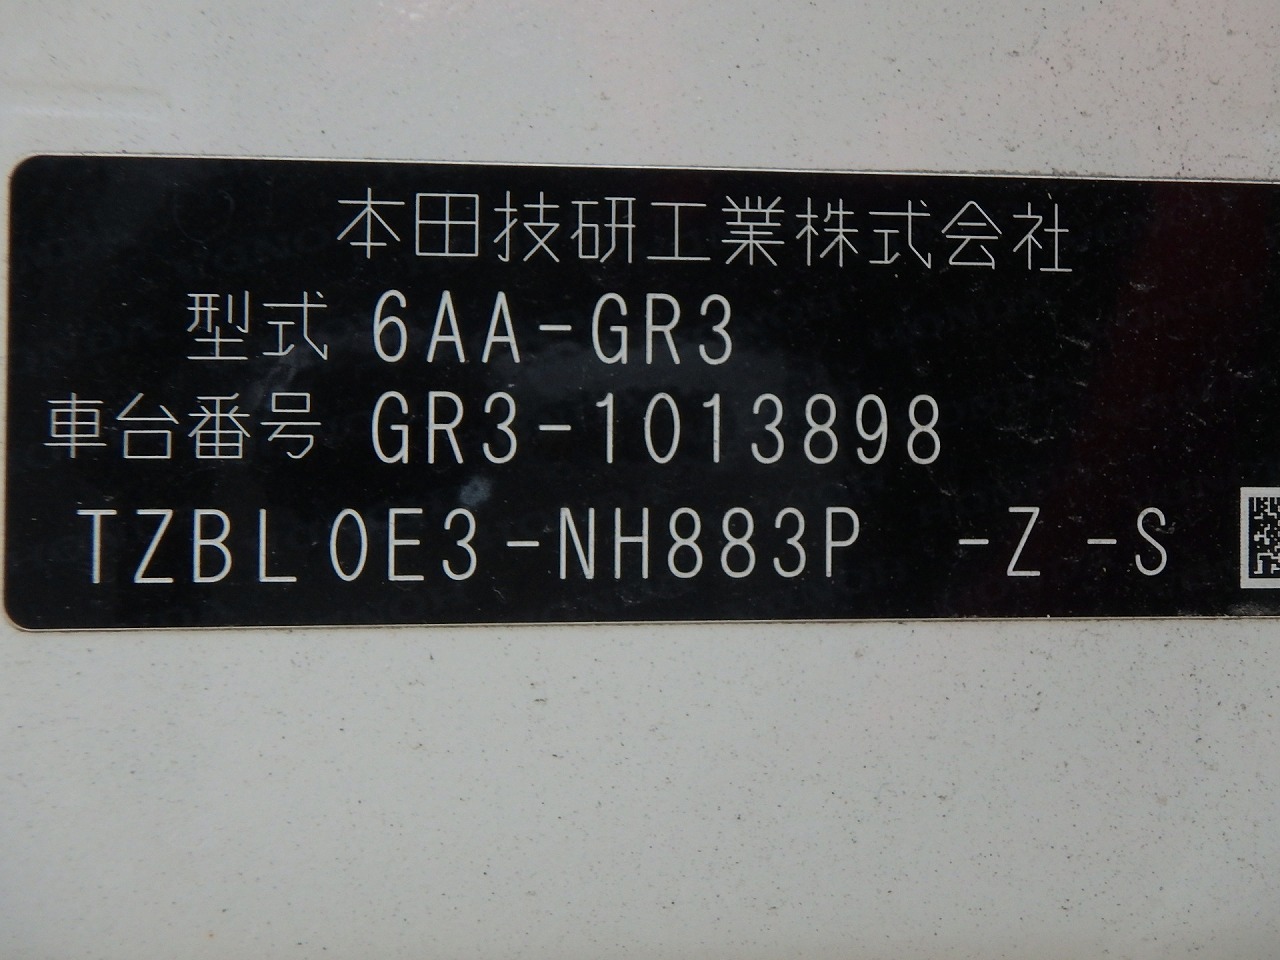 本田技研工業株式会社
型式 6AA-GR3
車台番号 GR3-1013898
TZBL0E3-NH883P -Z -S